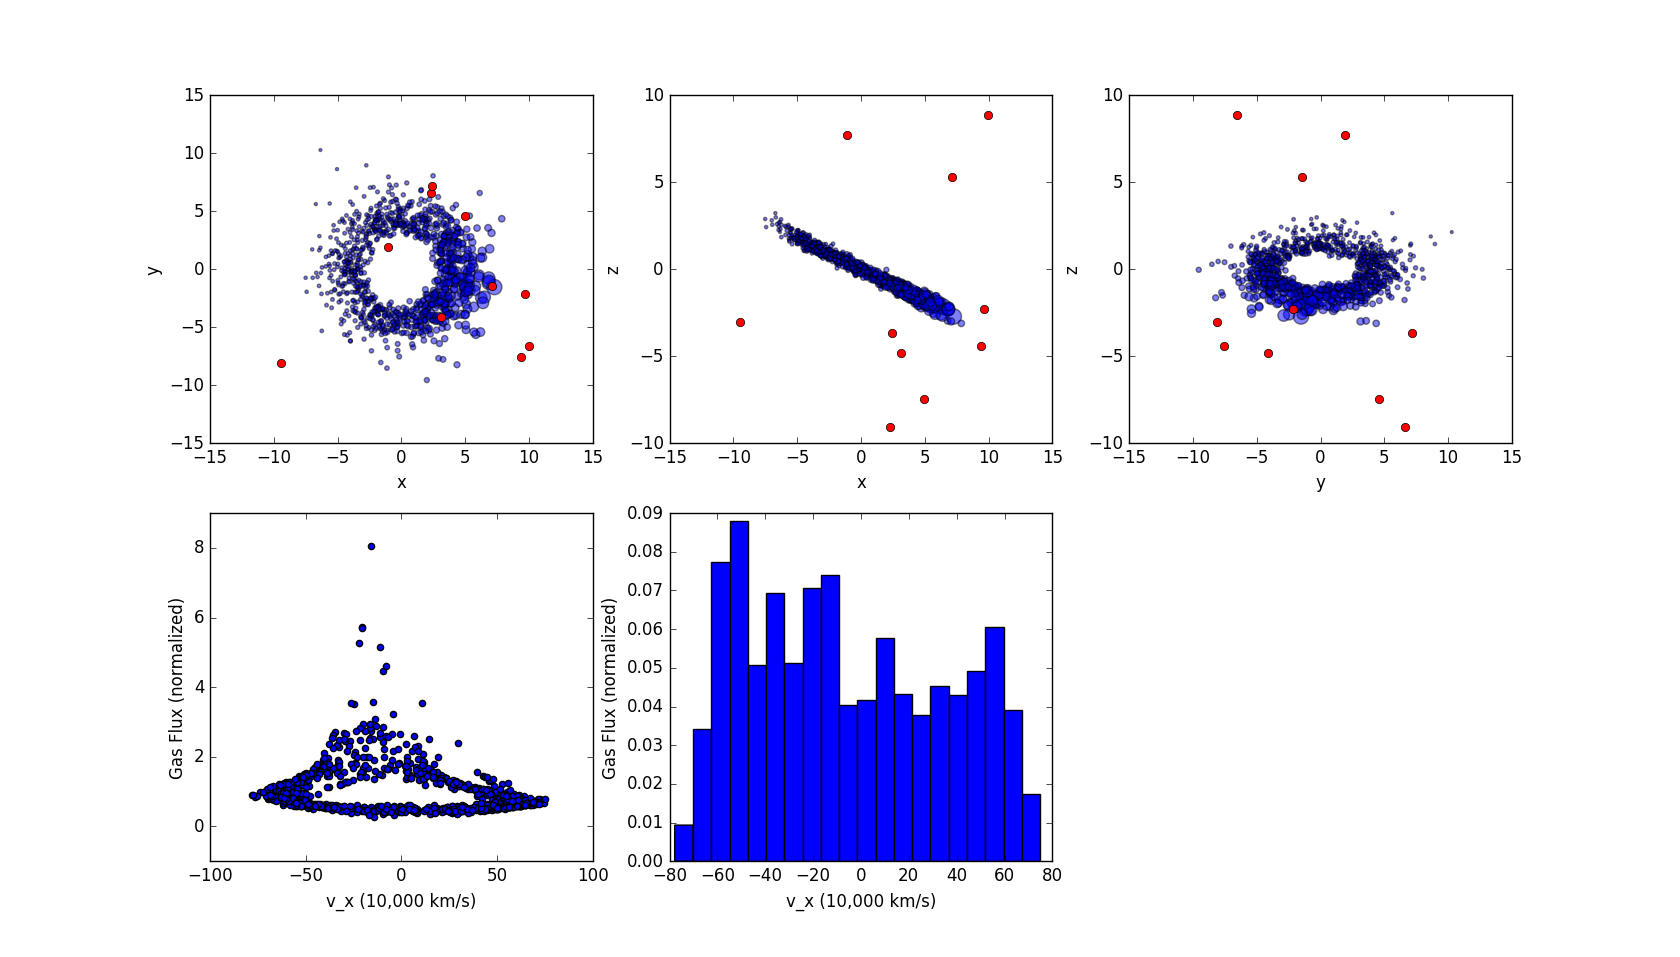 15
10
5
0
−5
−10
−15
y
−15 −10 −5 0 5 10 15
x
10
5
0
−5
−10
z
−15 −10 −5 0 5 10 15
x
10
5
0
−5
−10
z
−15 −10 −5 0 5 10 15
y
8
6
4
2
0
Gas Flux (normalized)
−100 −50 0 50 100
v_x (10,000 km/s)
0.09
0.08
0.07
0.06
0.05
0.04
0.03
0.02
0.01
0.00
Gas Flux (normalized)
−80 −60 −40 −20 0 20 40 60 80
v_x (10,000 km/s)